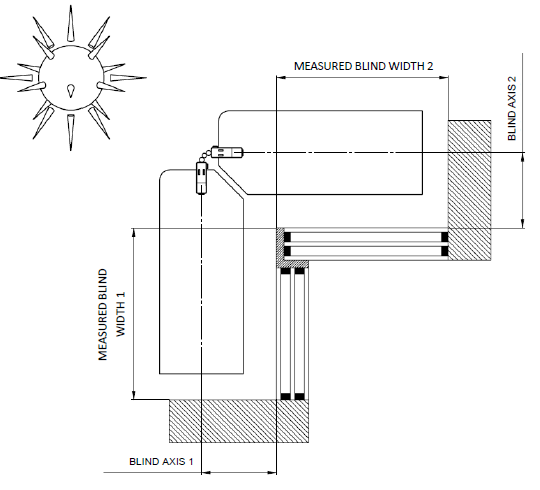 MEASURED BLIND WIDTH 2
BLIND AXIS 2
MEASURED BLIND
WIDTH 1
BLIND AXIS 1